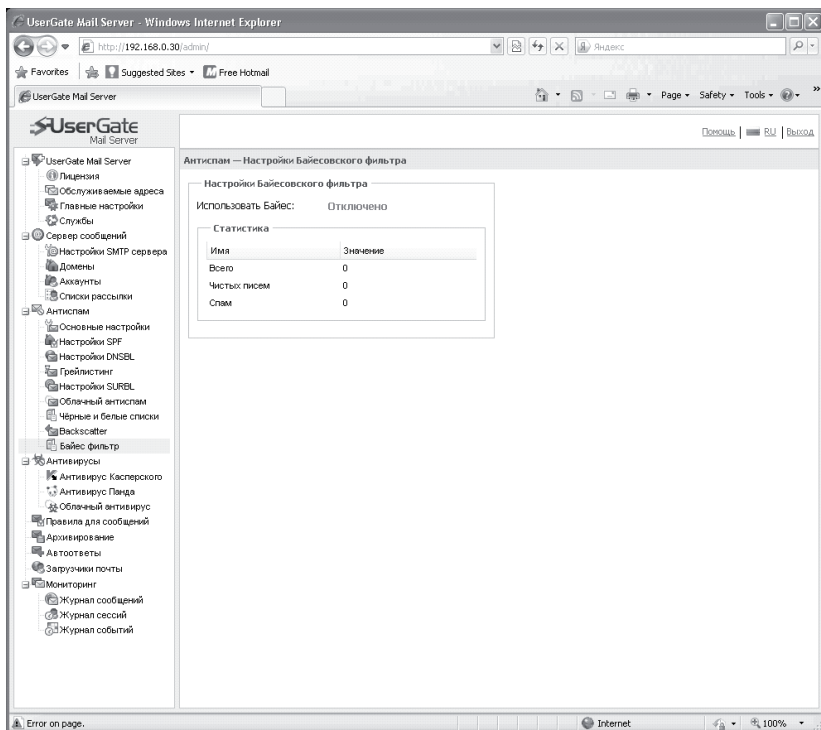 UserGate Mail Server - Windows Internet Explorer
http://192.168.0.30/admin/
Яндекс
Favorites
Suggested Sites
Free Hotmail
UserGate Mail Server
Page
Safety
Tools
»
UserGate
Mail Server
Помощь
RU
Выход
UserGate Mail Server
Лицензия
Обслуживаемые адреса
Главные настройки
Службы
Сервер сообщений
Настройки SMTP сервера
Домены
Аккаунты
Списки рассылки
Антиспам
Основные настройки
Настройки SPF
Настройки DNSBL
Грейлистинг
Настройки SURBL
Облачный антиспам
Чёрные и белые списки
Backscatter
Байес фильтр
Антивирусы
Антивирус Касперского
Антивирус Панда
Облачный антивирус
Правила для сообщений
Архивирование
Автоответы
Загрузчики почты
Мониторинг
Журнал сообщений
Журнал сессий
Журнал событий
Антиспам — Настройки Байесовского фильтра
Настройки Байесовского фильтра
Использовать Байес: Отключено
Статистика
Имя Значение
Всего 0
Чистых писем 0
Спам 0
Error on page.
Internet
100%